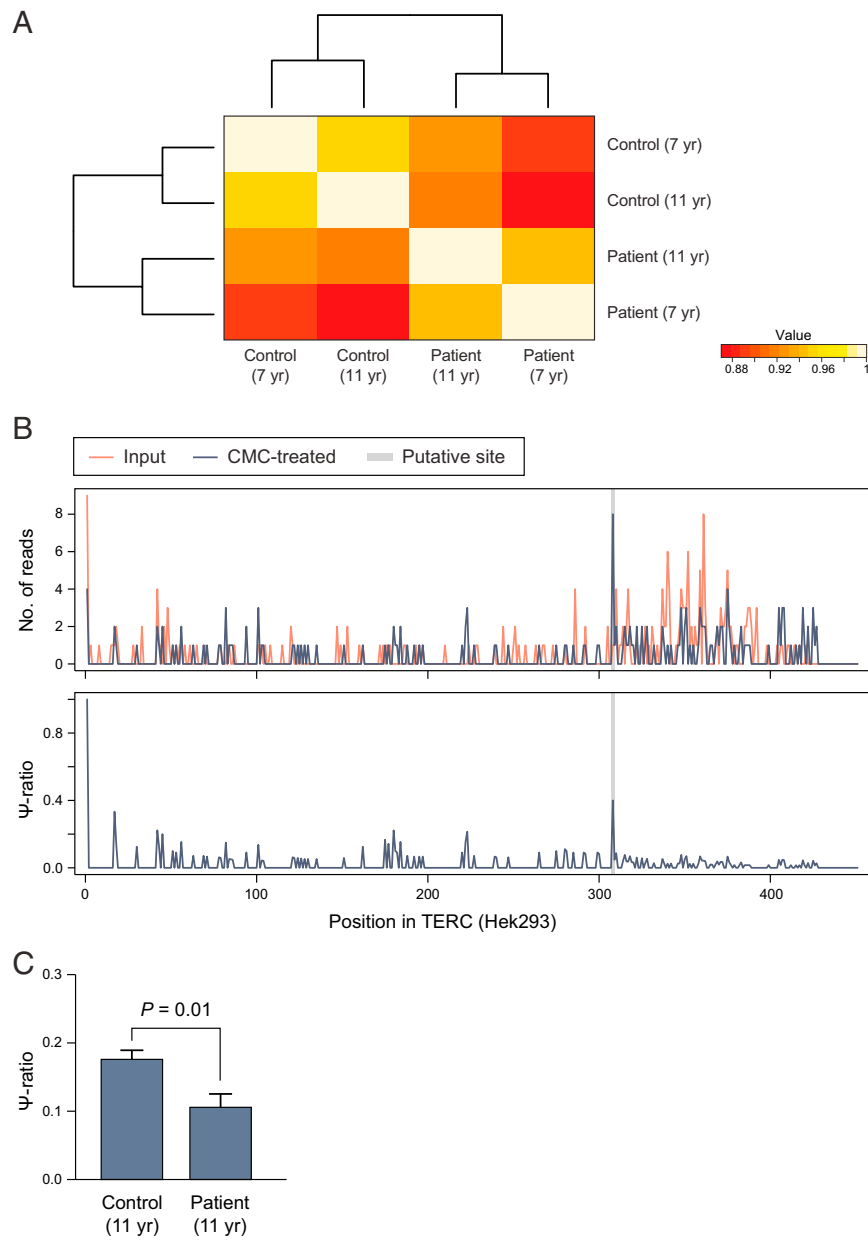 A
Control (7 yr)
Control (11 yr)
Patient (11 yr)
Patient (7 yr)
Control
(7 yr)
Control
(11 yr)
Patient
(11 yr)
Patient
(7 yr)
Value
0.88 0.92 0.96 1
B
Input CMC-treated Putative site
No. of reads
8
6
4
2
0
Ψ-ratio
0.8
0.4
0.0
0 100 200 300 400
Position in TERC (Hek293)
C
Ψ-ratio
0.3
0.2
0.1
0.0
P = 0.01
Control
(11 yr)
Patient
(11 yr)